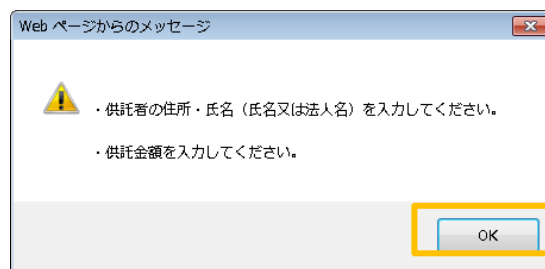 Web ページからのメッセージ
・供託者の住所・氏名（氏名又は法人名）を入力してください。
・供託金額を入力してください。
OK